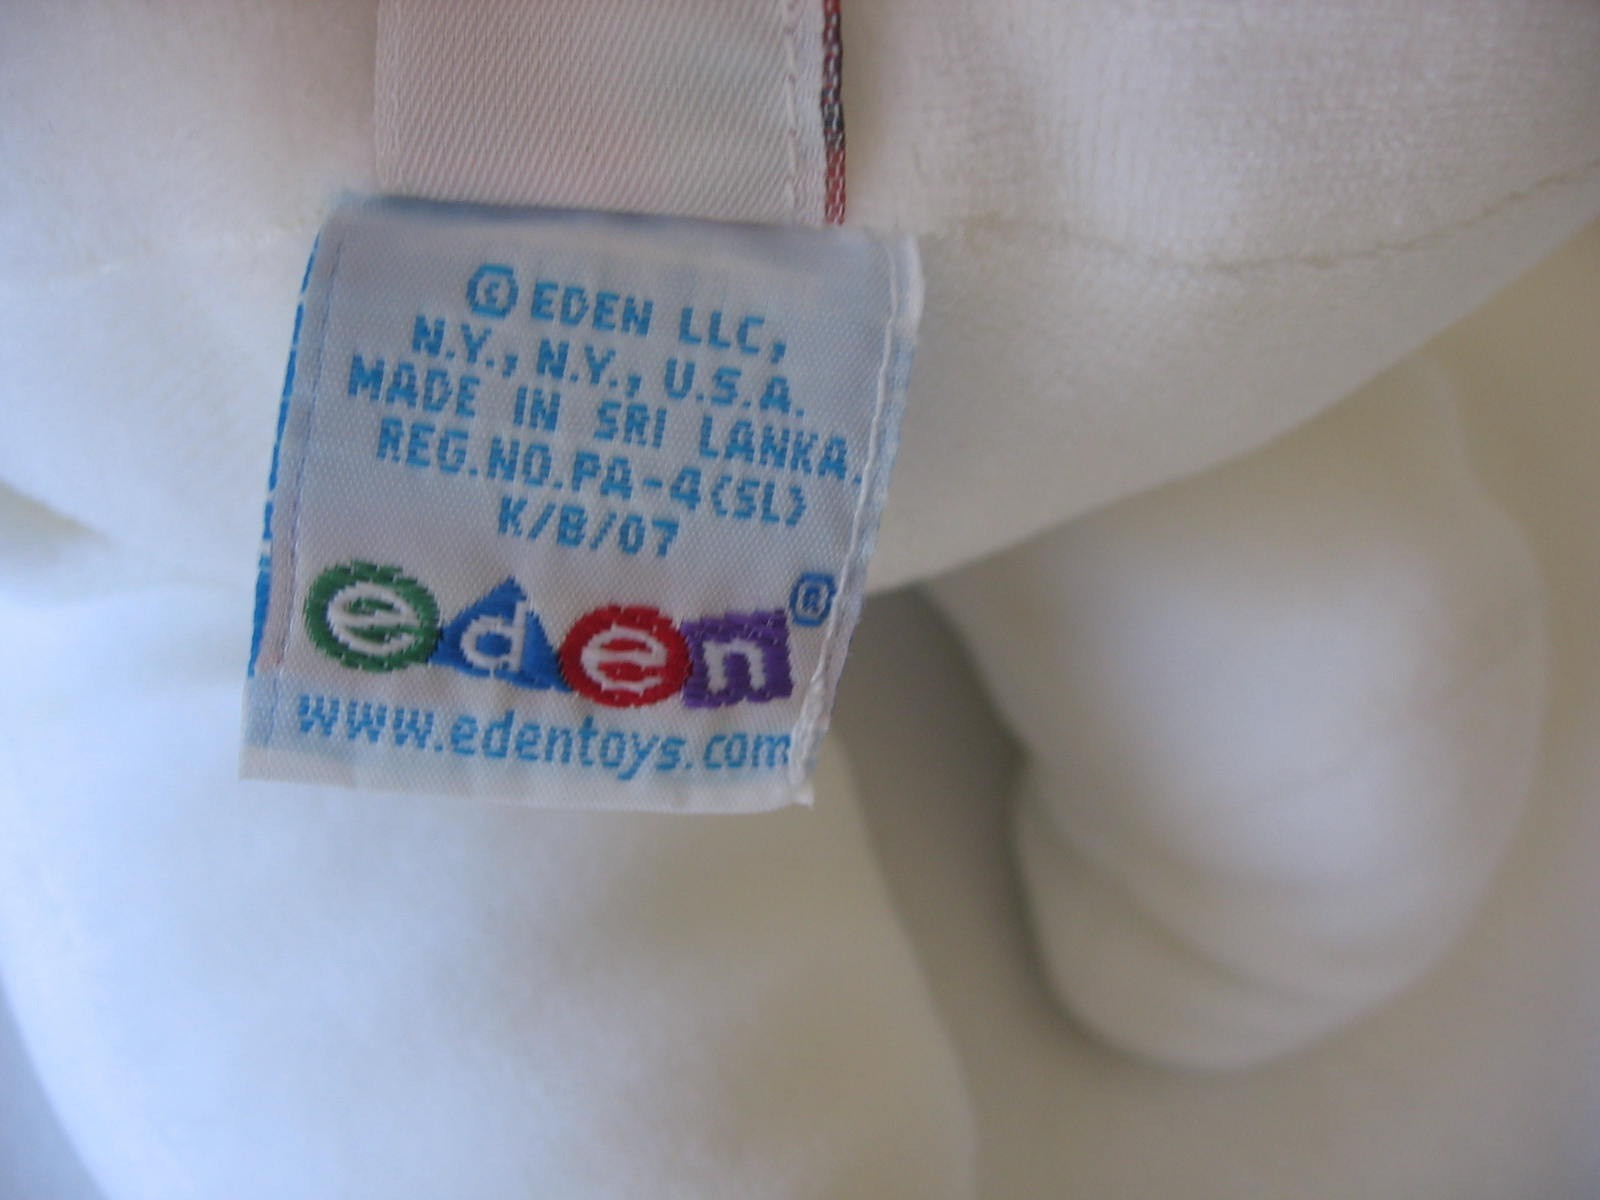 © EDEN LLC,
N.Y., N.Y., U.S.A.
MADE IN SRI LANKA.
REG.NO.PA-4(SL)
K/B/07
eden®
www.edentoys.com